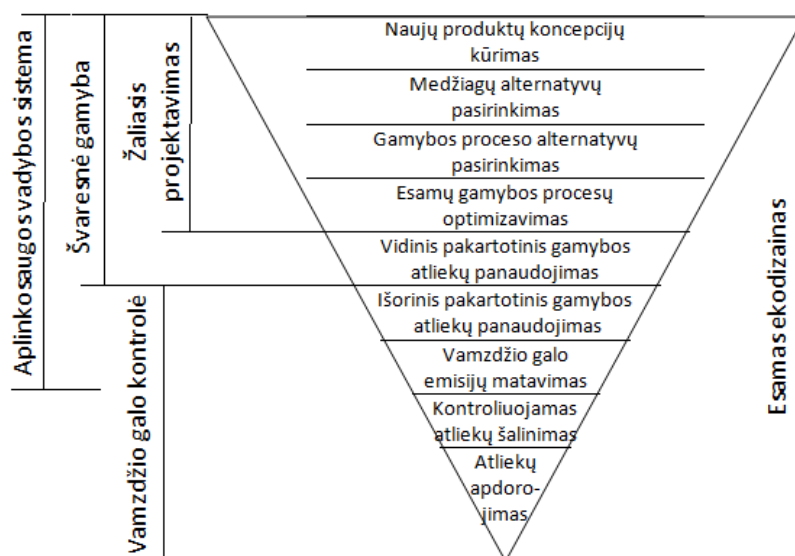 Aplinkosaugos vadybos sistema
Švaresnė gamyba
Žaliasis
projektavimas
Vamzdžio galo kontrolė
Naujų produktų koncepcijų
kūrimas
Medžiagų alternatyvų
pasirinkimas
Gamybos proceso alternatyvų
pasirinkimas
Esamų gamybos procesų
optimizavimas
Vidinis pakartotinis gamybos
atliekų panaudojimas
Išorinis pakartotinis gamybos
atliekų panaudojimas
Vamzdžio galo
emisijų matavimas
Kontroliuojamas
atliekų šalinimas
Atliekų
apdoro-
jimas
Esamas ekodizainas